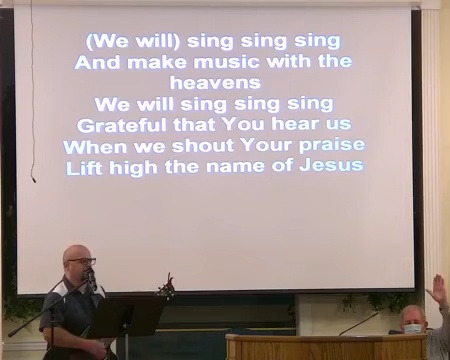 (We will) sing sing sing
And make music with the
heavens
We will sing sing sing
Grateful that You hear us
When we shout Your praise
Lift high the name of Jesus